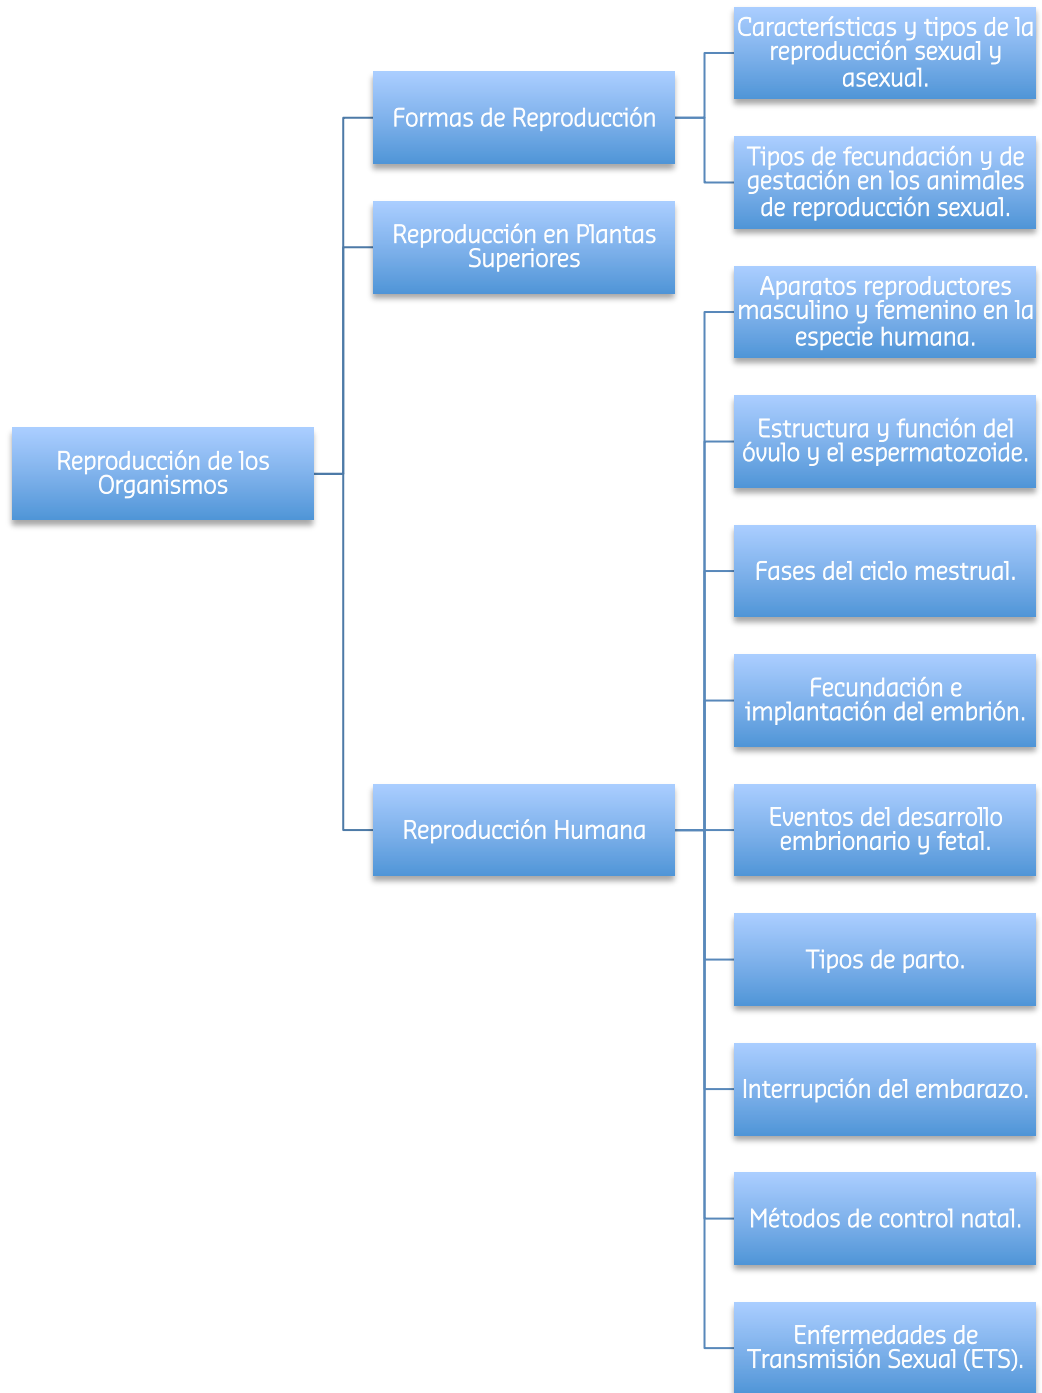 Reproducción de los
Organismos
Formas de Reproducción
Características y tipos de la
reproducción sexual y
asexual.
Tipos de fecundación y de
gestación en los animales
de reproducción sexual.
Reproducción en Plantas
Superiores
Reproducción Humana
Aparatos reproductores
masculino y femenino en la
especie humana.
Estructura y función del
óvulo y el espermatozoide.
Fases del ciclo mestrual.
Fecundación e
implantación del embrión.
Eventos del desarrollo
embrionario y fetal.
Tipos de parto.
Interrupción del embarazo.
Métodos de control natal.
Enfermedades de
Transmisión Sexual (ETS).